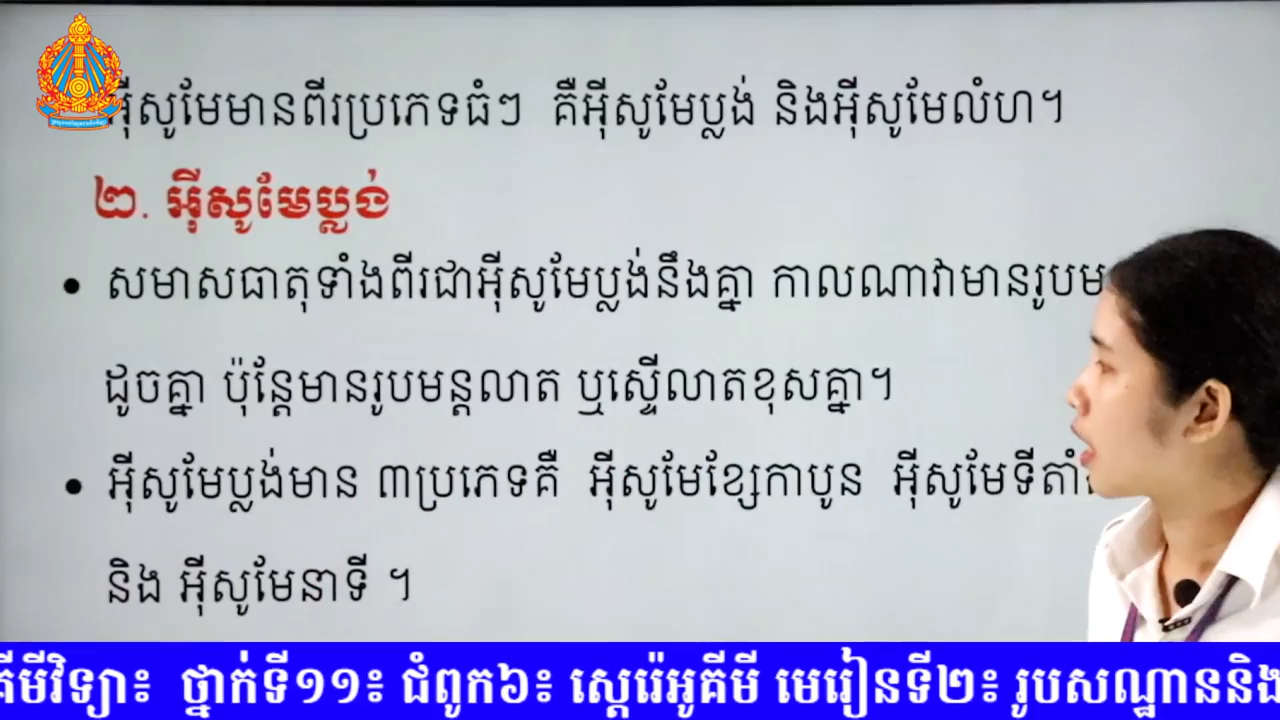 អ៊ីសូមែមានពីរប្រភេទធំៗ គឺអ៊ីសូមែប្លង់ និងអ៊ីសូមែលំហ។
២. អ៊ីសូមែប្លង់
• សមាសធាតុទាំងពីរជាអ៊ីសូមែប្លង់នឹងគ្នា កាលណាវាមានរូបម
ដូចគ្នា ប៉ុន្តែមានរូបមន្តលាត ឬស្ទើលាតខុសគ្នា។
• អ៊ីសូមែប្លង់មាន ៣ប្រភេទគឺ អ៊ីសូមែខ្សែកាបូន អ៊ីសូមែទីតាំ
និង អ៊ីសូមែនាទី ។
គីមីវិទ្យា៖ ថ្នាក់ទី១១៖ ជំពូក៦៖ ស្តេរ៉េអូគីមី មេរៀនទី២៖ រូបសណ្ឋាននិង